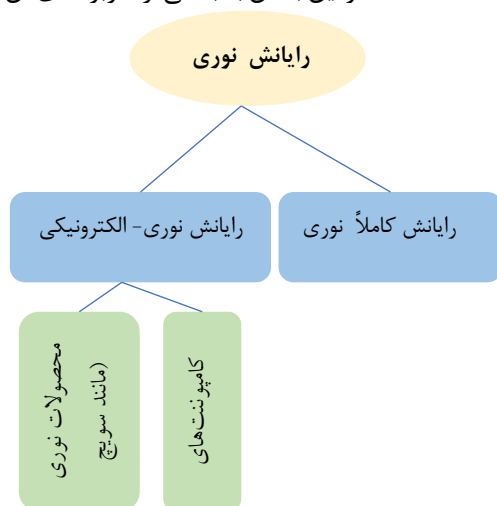 رایانش نوری
رایانش کاملاً نوری
رایانش نوری- الکترونیکی
کامپوننت‌های
محصولات نوری
(مانند سویچ